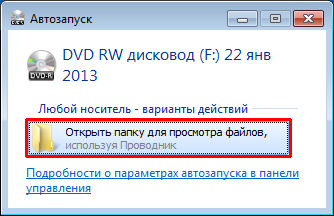 Автозапуск
DVD RW дисковод (F:) 22 янв
2013
DVD-R
Любой носитель - варианты действий
Открыть папку для просмотра файлов,
используя Проводник
Подробности о параметрах автозапуска в панели
управления